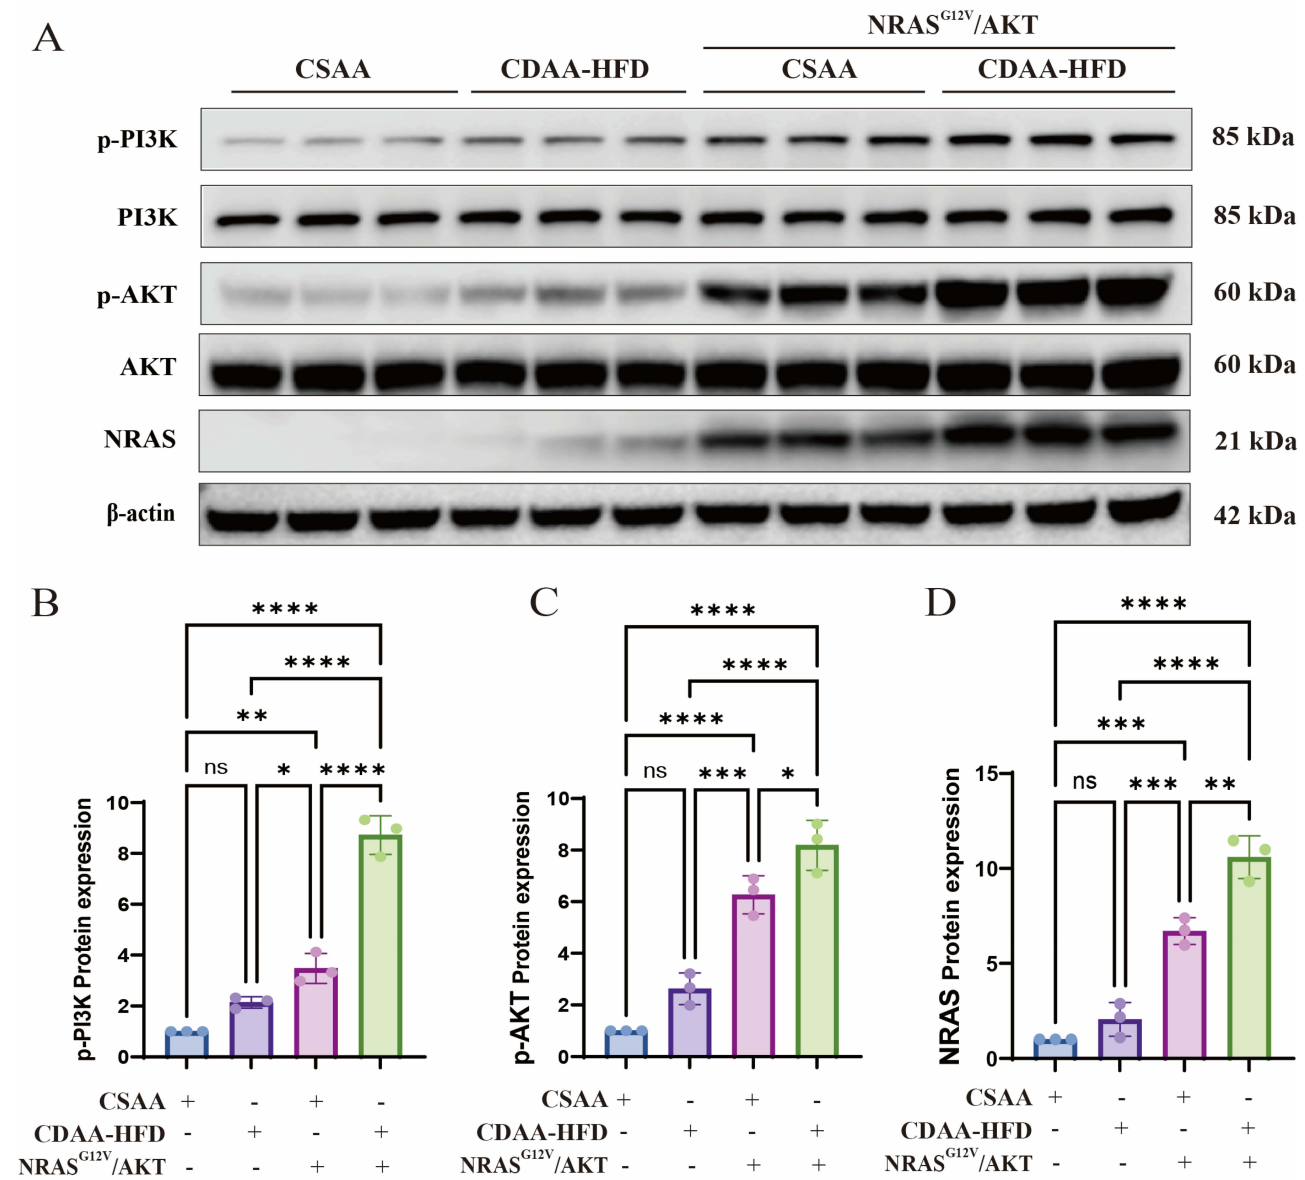 A
NRAS^G12V/AKT
CSAA CDAA-HFD CSAA CDAA-HFD
p-PI3K 85 kDa
PI3K 85 kDa
p-AKT 60 kDa
AKT 60 kDa
NRAS 21 kDa
β-actin 42 kDa
B
****
****
**
ns * ****
p-PI3K Protein expression
10
8
6
4
2
0
CSAA + - + -
CDAA-HFD - + - +
NRAS^G12V/AKT - - + +
C
****
****
****
ns *** *
p-AKT Protein expression
10
8
6
4
2
0
CSAA + - + -
CDAA-HFD - + - +
NRAS^G12V/AKT - - + +
D
****
****
***
ns *** **
NRAS Protein expression
15
10
5
0
CSAA + - + -
CDAA-HFD - + - +
NRAS^G12V/AKT - - + +